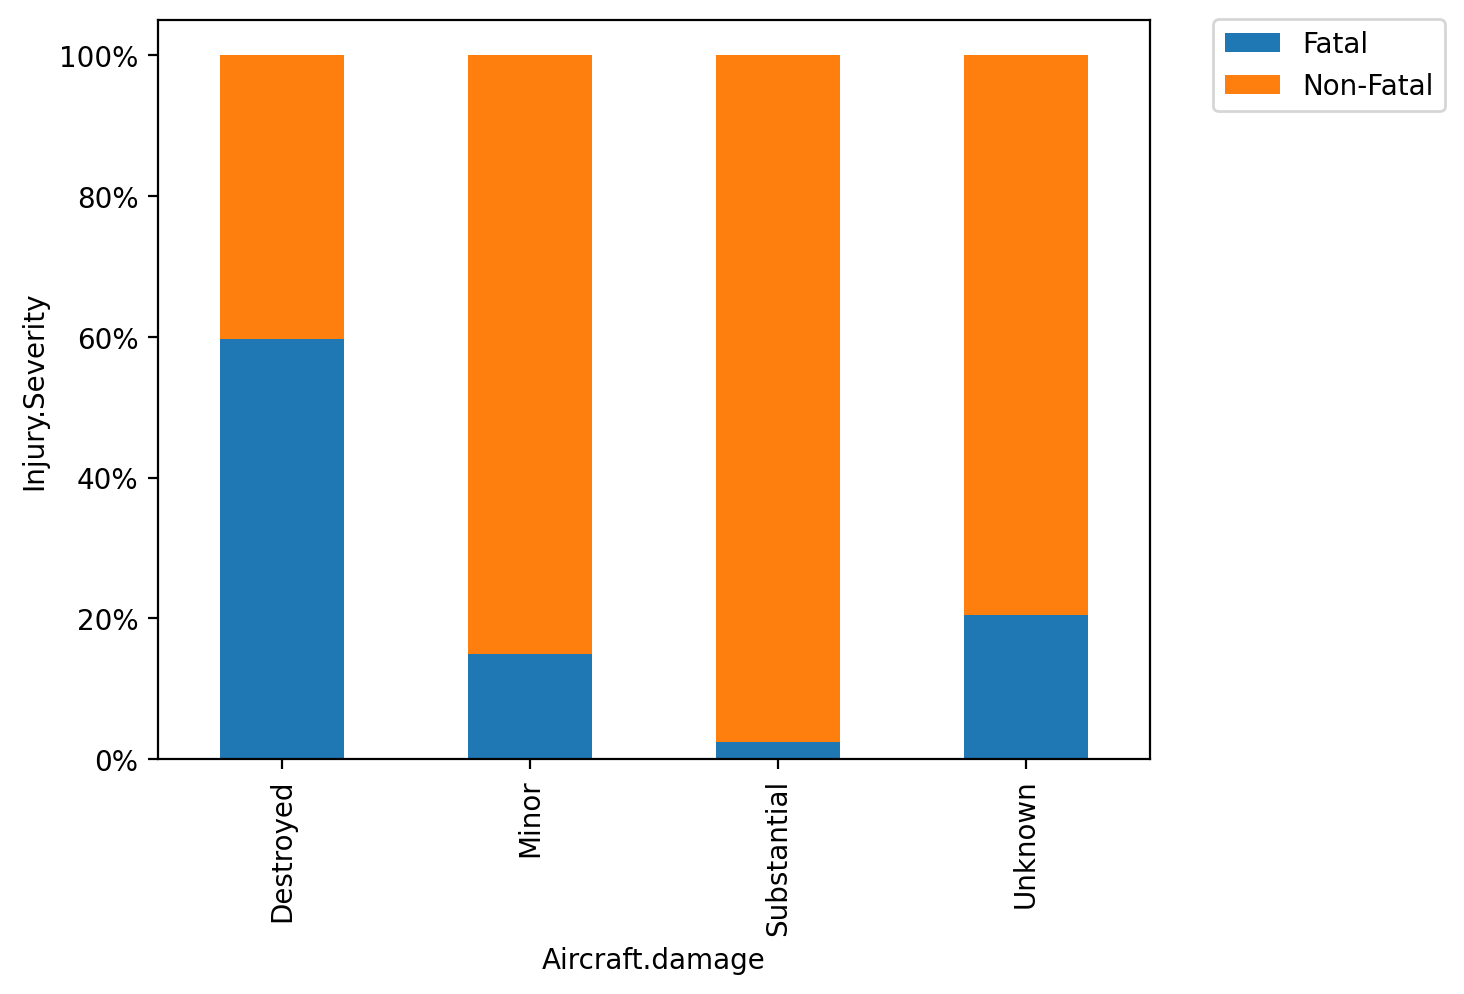 Fatal
Non-Fatal
100%
80%
60%
40%
20%
0%
Injury.Severity
Destroyed
Minor
Substantial
Unknown
Aircraft.damage